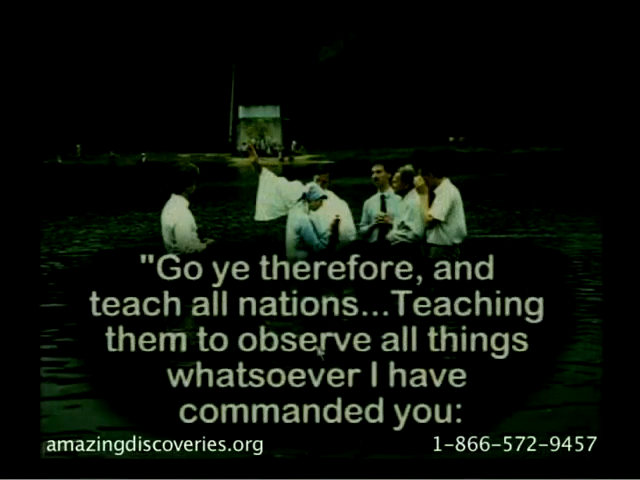 "Go ye therefore, and
teach all nations...Teaching
them to observe all things
whatsoever I have
commanded you:
amazingdiscoveries.org 1-866-572-9457